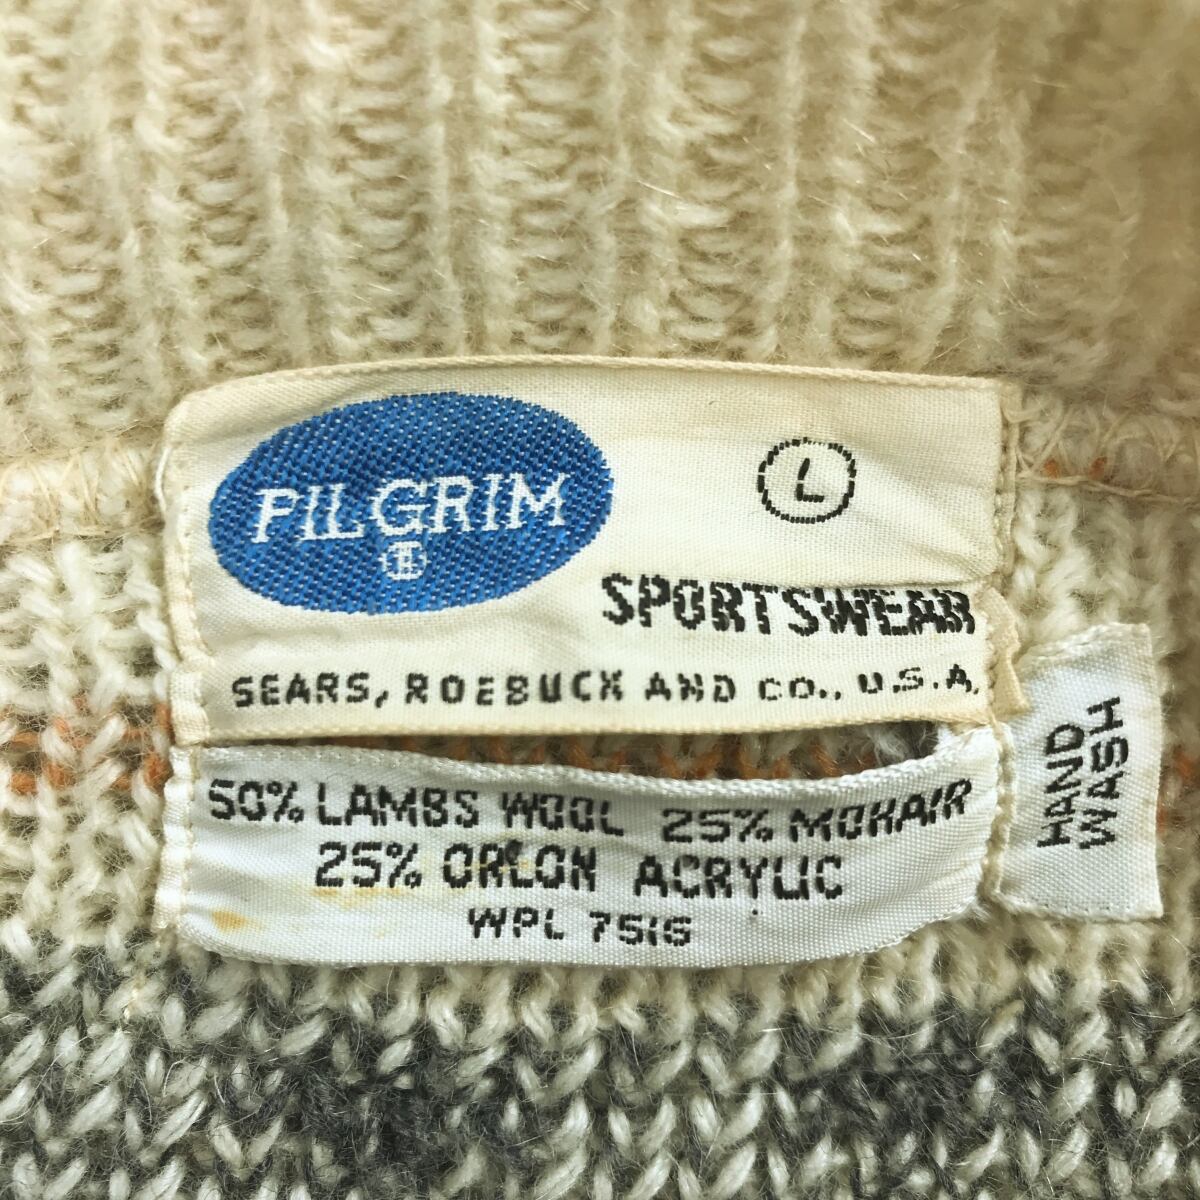 PILGRIM
L
SPORTSWEAR
SEARS, ROEBUCK AND CO., U.S.A.
50% LAMBS WOOL 25% MOHAIR
25% ORLON ACRYLIC
WPL 7516
HAND
WASH